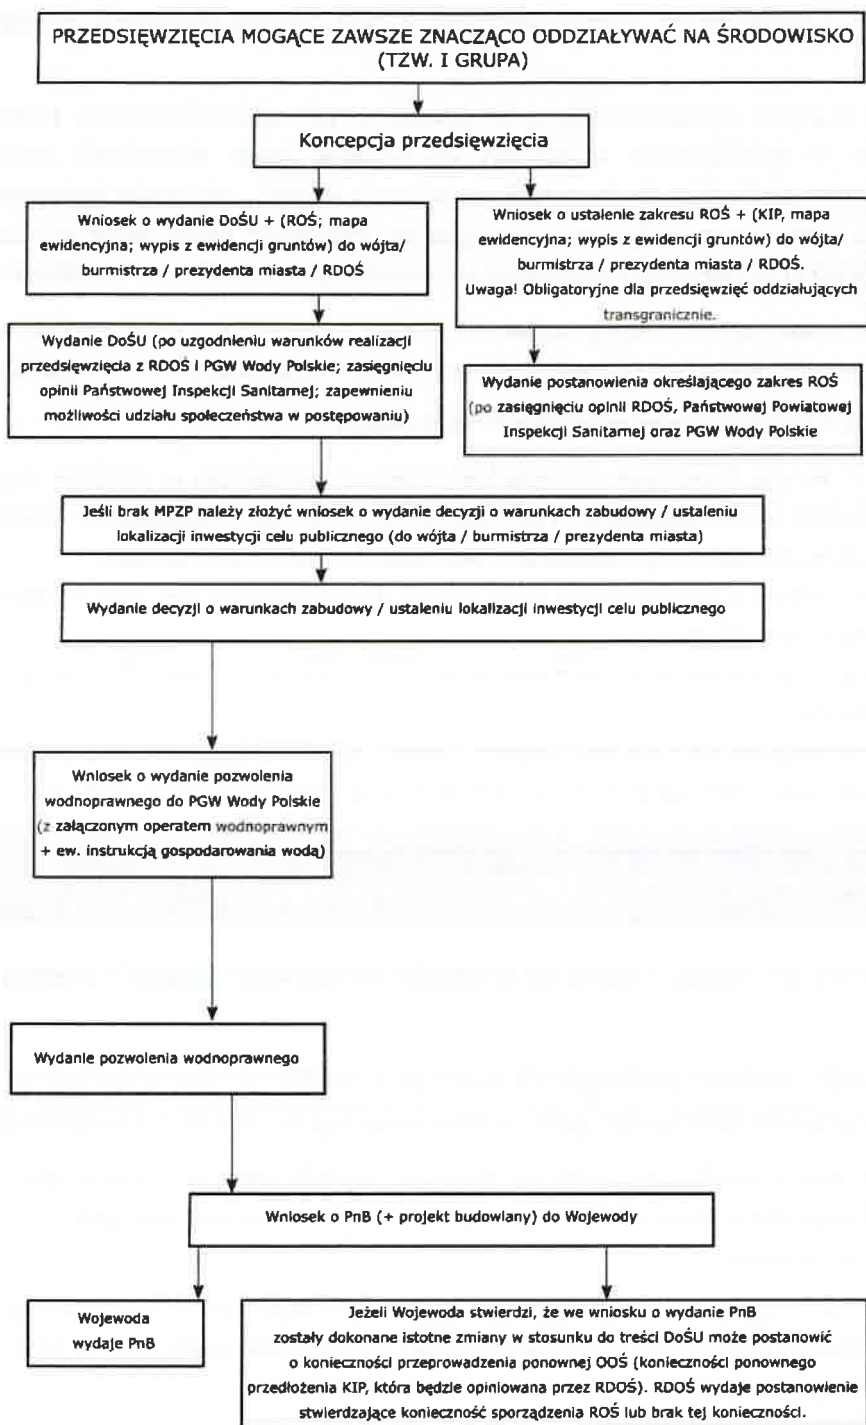 PRZEDSIĘWZIĘCIA MOGĄCE ZAWSZE ZNACZĄCO ODDZIAŁYWAĆ NA ŚRODOWISKO
(TZW. I GRUPA)
Koncepcja przedsięwzięcia
Wniosek o wydanie DoŚU + (ROŚ; mapa
ewidencyjna; wypis z ewidencji gruntów) do wójta/
burmistrza / prezydenta miasta / RDOŚ
Wniosek o ustalenie zakresu ROŚ + (KIP, mapa
ewidencyjna; wypis z ewidencji gruntów) do wójta/
burmistrza / prezydenta miasta / RDOŚ.
Uwaga! Obligatoryjne dla przedsięwzięć oddziałujących
transgranicznie.
Wydanie DoŚU (po uzgodnieniu warunków realizacji
przedsięwzięcia z RDOŚ i PGW Wody Polskie; zasięgnięciu
opinii Państwowej Inspekcji Sanitarnej; zapewnieniu
możliwości udziału społeczeństwa w postępowaniu)
Wydanie postanowienia określającego zakres ROŚ
(po zasięgnięciu opinii RDOŚ, Państwowej Powiatowej
Inspekcji Sanitarnej oraz PGW Wody Polskie
Jeśli brak MPZP należy złożyć wniosek o wydanie decyzji o warunkach zabudowy / ustaleniu
lokalizacji inwestycji celu publicznego (do wójta / burmistrza / prezydenta miasta)
Wydanie decyzji o warunkach zabudowy / ustaleniu lokalizacji inwestycji celu publicznego
Wniosek o wydanie pozwolenia
wodnoprawnego do PGW Wody Polskie
(z załączonym operatem wodnoprawnym
+ ew. instrukcją gospodarowania wodą)
Wydanie pozwolenia wodnoprawnego
Wniosek o PnB (+ projekt budowlany) do Wojewody
Wojewoda
wydaje PnB
Jeżeli Wojewoda stwierdzi, że we wniosku o wydanie PnB
zostały dokonane istotne zmiany w stosunku do treści DoŚU może postanowić
o konieczności przeprowadzenia ponownej OOŚ (konieczności ponownego
przedłożenia KIP, która będzie opiniowana przez RDOŚ). RDOŚ wydaje postanowienie
stwierdzające konieczność sporządzenia ROŚ lub brak tej konieczności.